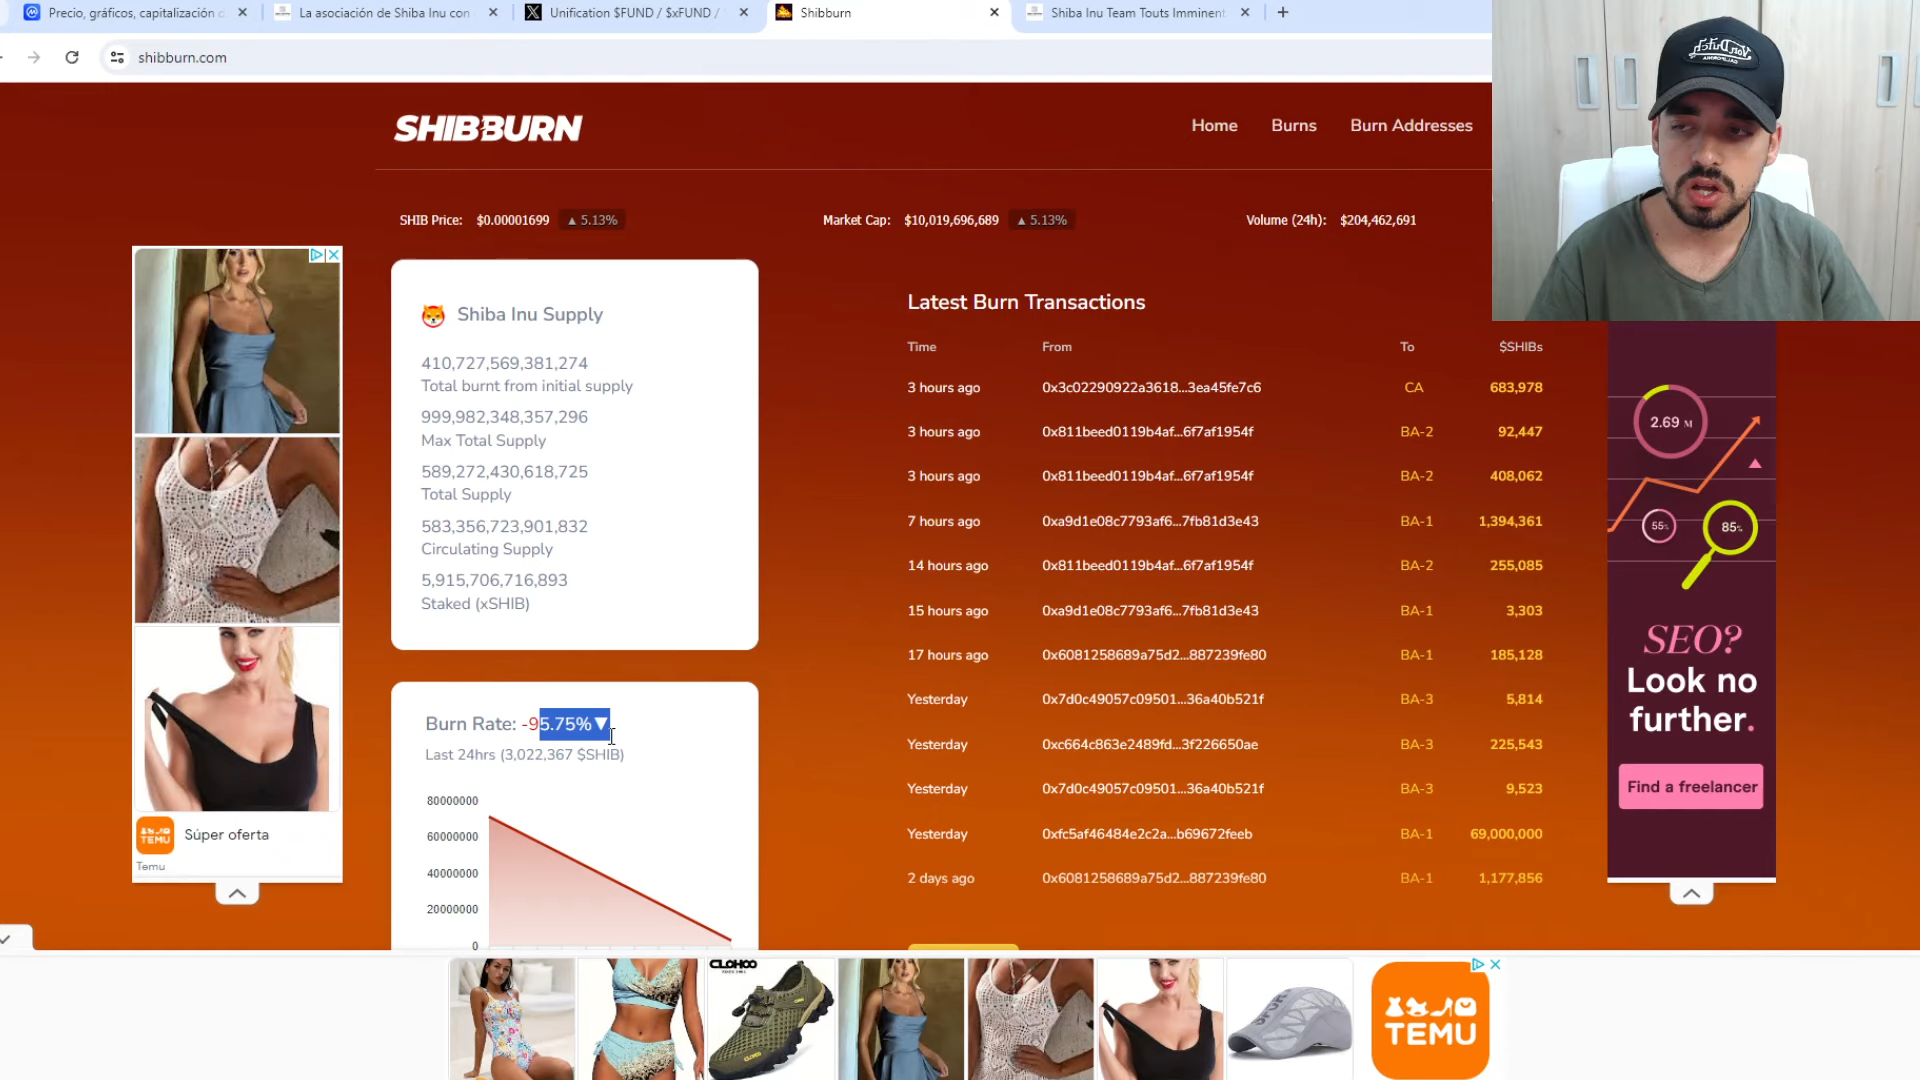 Precio, gráficos, capitalización d
La asociación de Shiba Inu con
Unification $FUND / $xFUND /
Shibburn
Shiba Inu Team Touts Imminent
shibburn.com
SHIBBURN
Home
Burns
Burn Addresses
SHIB Price: $0.00001699 ▲ 5.13%
Market Cap: $10,019,696,689 ▲ 5.13%
Volume (24h): $204,462,691
Shiba Inu Supply
410,727,569,381,274
Total burnt from initial supply
999,982,348,357,296
Max Total Supply
589,272,430,618,725
Total Supply
583,356,723,901,832
Circulating Supply
5,915,706,716,893
Staked (xSHIB)
Burn Rate: -95.75%▼
Last 24hrs (3,022,367 $SHIB)
80000000
60000000
40000000
20000000
0
Latest Burn Transactions
Time From To $SHIBs
3 hours ago 0x3c02290922a3618...3ea45fe7c6 CA 683,978
3 hours ago 0x811beed0119b4af...6f7af1954f BA-2 92,447
3 hours ago 0x811beed0119b4af...6f7af1954f BA-2 408,062
7 hours ago 0xa9d1e08c7793af6...7fb81d3e43 BA-1 1,394,361
14 hours ago 0x811beed0119b4af...6f7af1954f BA-2 255,085
15 hours ago 0xa9d1e08c7793af6...7fb81d3e43 BA-1 3,303
17 hours ago 0x6081258689a75d2...887239fe80 BA-1 185,128
Yesterday 0x7d0c49057c09501...36a40b521f BA-3 5,814
Yesterday 0xc664c863e2489fd...3f226650ae BA-3 225,543
Yesterday 0x7d0c49057c09501...36a40b521f BA-3 9,523
Yesterday 0xfc5af46484e2c2a...b69672feeb BA-1 69,000,000
2 days ago 0x6081258689a75d2...887239fe80 BA-1 1,177,856
TEMU
Súper oferta
Temu
Von Dutch
CALIFORNIA
2.69 M
55%
85%
SEO?
Look no
further.
Find a freelancer
CLOHOO
SPORT
TEMU